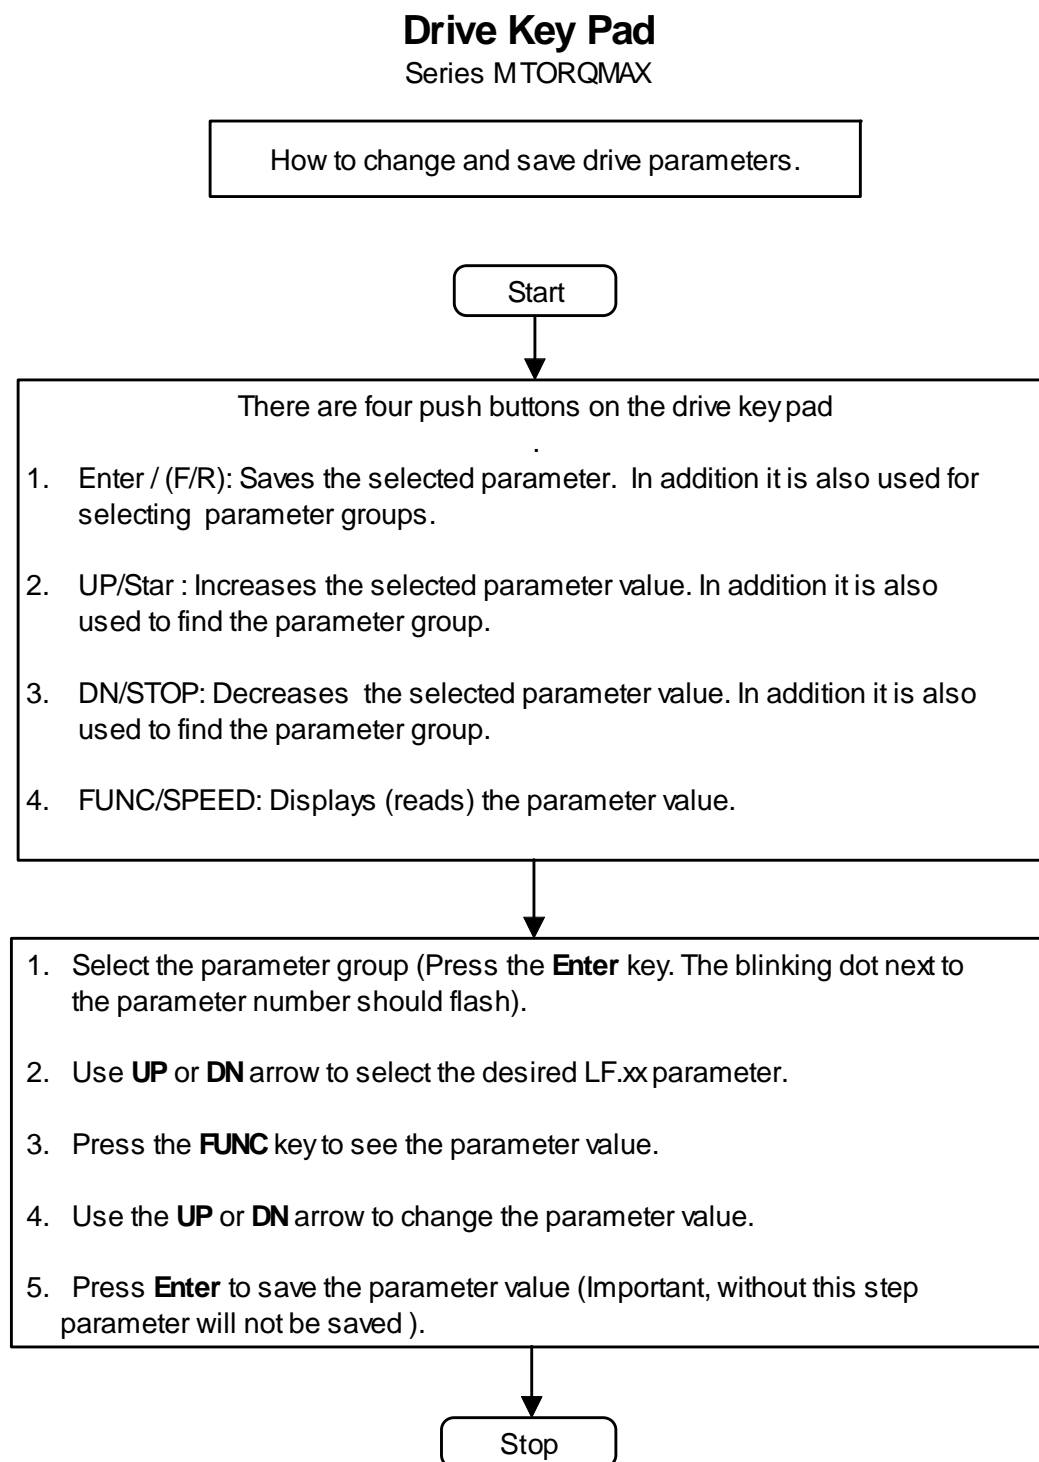 Drive Key Pad
Series M TORQMAX
How to change and save drive parameters.
Start
There are four push buttons on the drive key pad
.
1. Enter / (F/R): Saves the selected parameter. In addition it is also used for
selecting parameter groups.
2. UP/Star : Increases the selected parameter value. In addition it is also
used to find the parameter group.
3. DN/STOP: Decreases the selected parameter value. In addition it is also
used to find the parameter group.
4. FUNC/SPEED: Displays (reads) the parameter value.
1. Select the parameter group (Press the Enter key. The blinking dot next to
the parameter number should flash).
2. Use UP or DN arrow to select the desired LF.xx parameter.
3. Press the FUNC key to see the parameter value.
4. Use the UP or DN arrow to change the parameter value.
5. Press Enter to save the parameter value (Important, without this step
parameter will not be saved ).
Stop